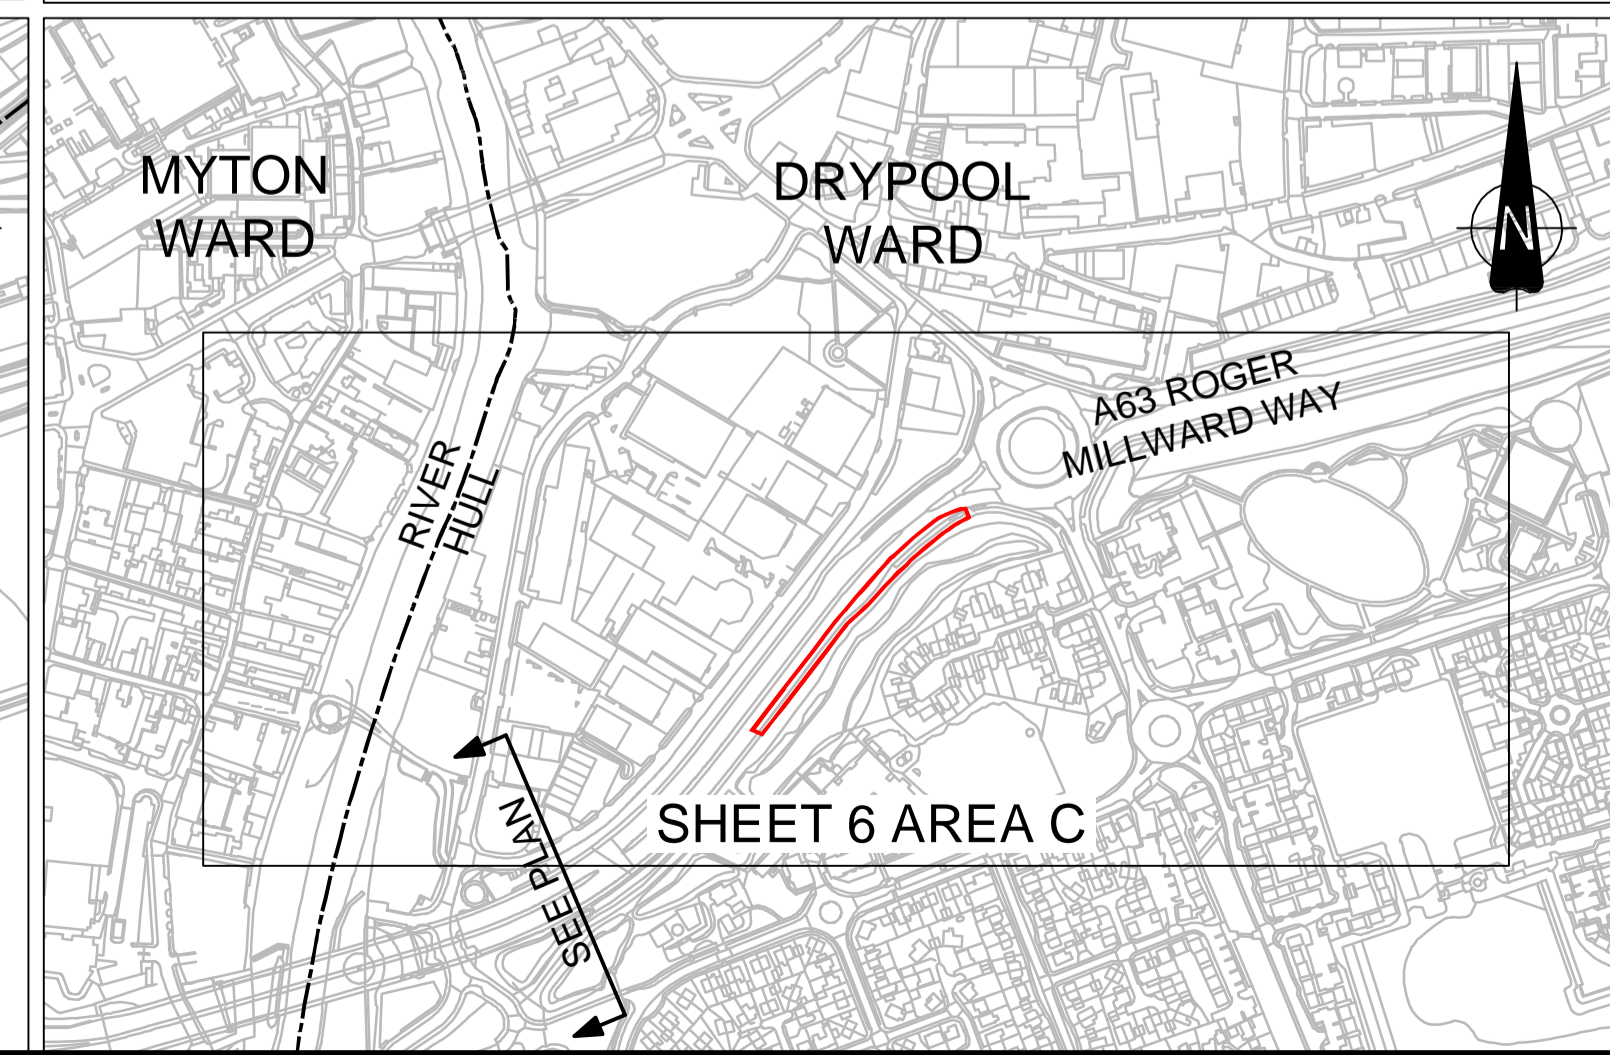 MYTON
WARD
DRYPOOL
WARD
N
A63 ROGER
MILLWARD WAY
RIVER
HULL
SHEET 6 AREA C
SEE PLAN